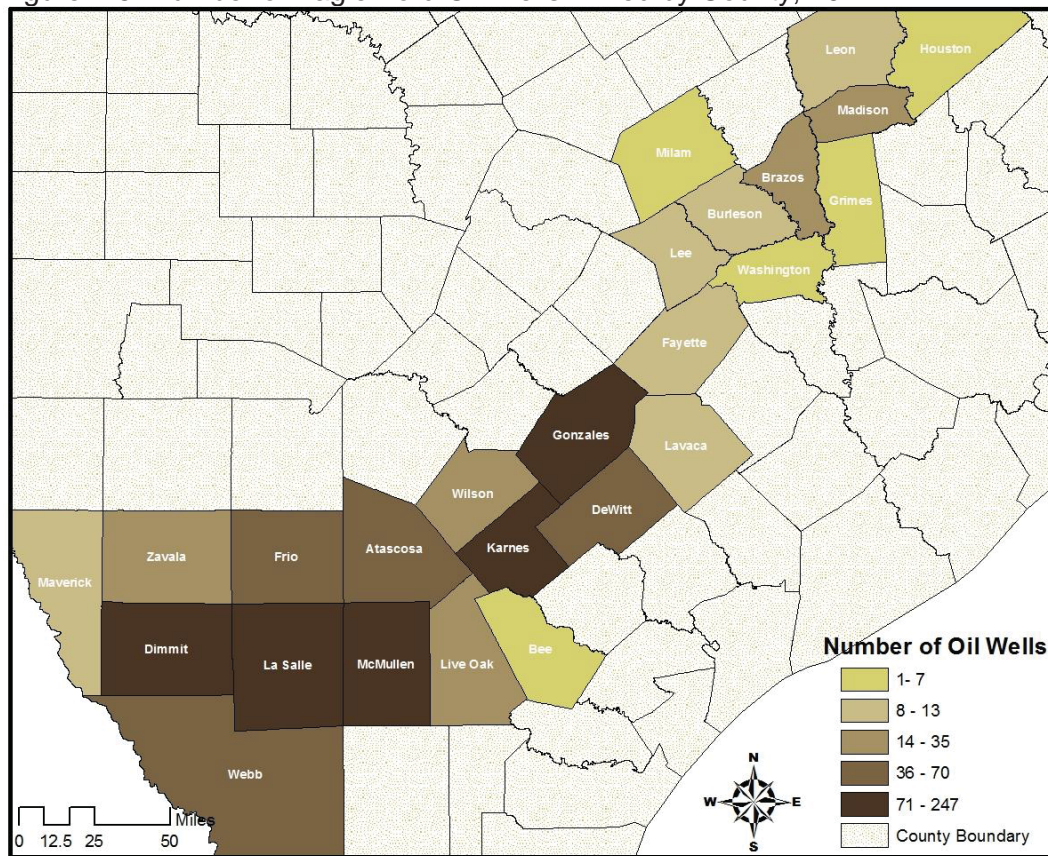 Leon
Houston
Madison
Milam
Brazos
Grimes
Burleson
Lee
Washington
Fayette
Gonzales
Lavaca
Wilson
DeWitt
Karnes
Atascosa
Frio
Zavala
Maverick
Dimmit
La Salle
McMullen
Live Oak
Bee
Webb
Number of Oil Wells
1- 7
8 - 13
14 - 35
36 - 70
71 - 247
County Boundary
N
W
E
S
Miles
0 12.5 25 50